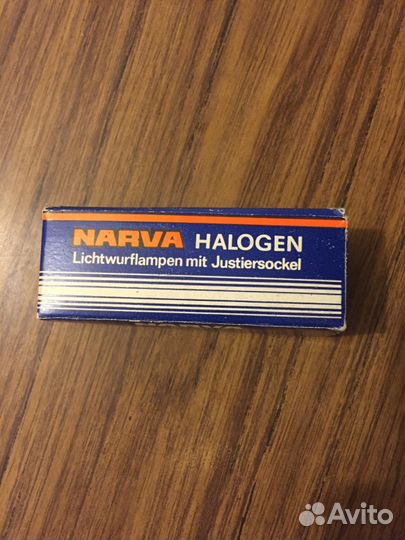 NARVA HALOGEN
Lichtwurflampen mit Justiersockel
Avito